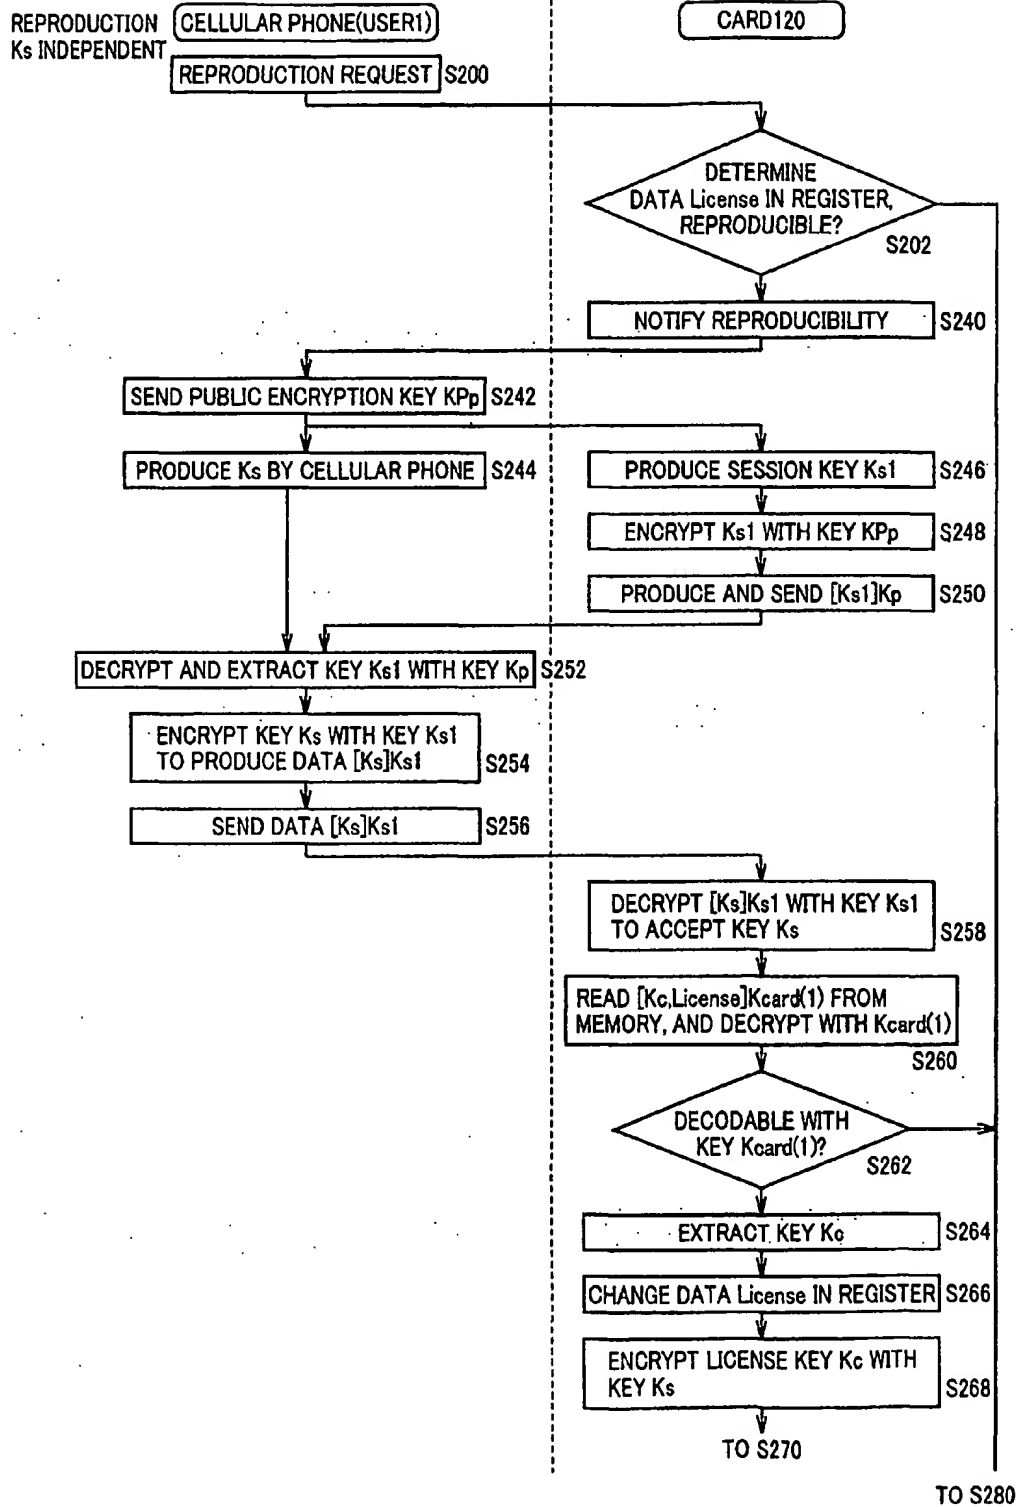 REPRODUCTION
Ks INDEPENDENT
CELLULAR PHONE(USER1)
CARD120
REPRODUCTION REQUEST
S200
DETERMINE
DATA License IN REGISTER,
REPRODUCIBLE?
S202
NOTIFY REPRODUCIBILITY
S240
SEND PUBLIC ENCRYPTION KEY KPp
S242
PRODUCE Ks BY CELLULAR PHONE
S244
PRODUCE SESSION KEY Ks1
S246
ENCRYPT Ks1 WITH KEY KPp
S248
PRODUCE AND SEND [Ks1]Kp
S250
DECRYPT AND EXTRACT KEY Ks1 WITH KEY Kp
S252
ENCRYPT KEY Ks WITH KEY Ks1
TO PRODUCE DATA [Ks]Ks1
S254
SEND DATA [Ks]Ks1
S256
DECRYPT [Ks]Ks1 WITH KEY Ks1
TO ACCEPT KEY Ks
S258
READ [Kc,License]Kcard(1) FROM
MEMORY, AND DECRYPT WITH Kcard(1)
S260
DECODABLE WITH
KEY Kcard(1)?
S262
EXTRACT KEY Kc
S264
CHANGE DATA License IN REGISTER
S266
ENCRYPT LICENSE KEY Kc WITH
KEY Ks
S268
TO S270
TO S280